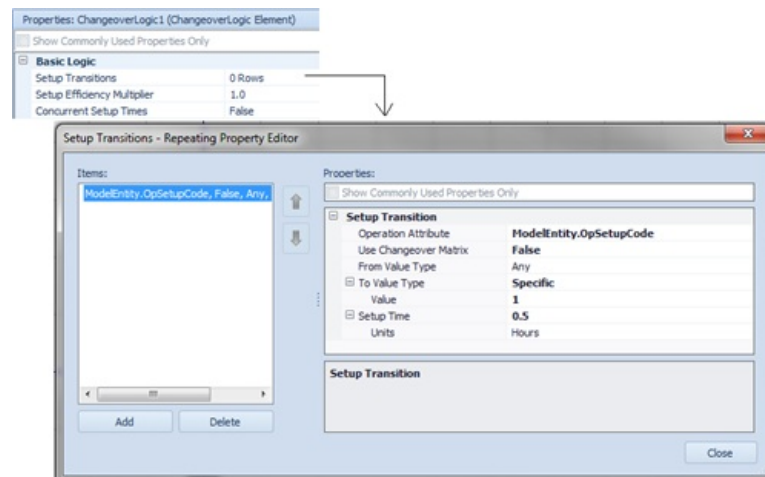 Properties: ChangeoverLogic1 (ChangeoverLogic Element)
Show Commonly Used Properties Only
Basic Logic
Setup Transitions 0 Rows
Setup Efficiency Multiplier 1.0
Concurrent Setup Times False
Setup Transitions - Repeating Property Editor
Items:
ModelEntity.OpSetupCode, False, Any,
Properties:
Show Commonly Used Properties Only
Setup Transition
Operation Attribute ModelEntity.OpSetupCode
Use Changeover Matrix False
From Value Type Any
To Value Type Specific
Value 1
Setup Time 0.5
Units Hours
Setup Transition
Add Delete
Close